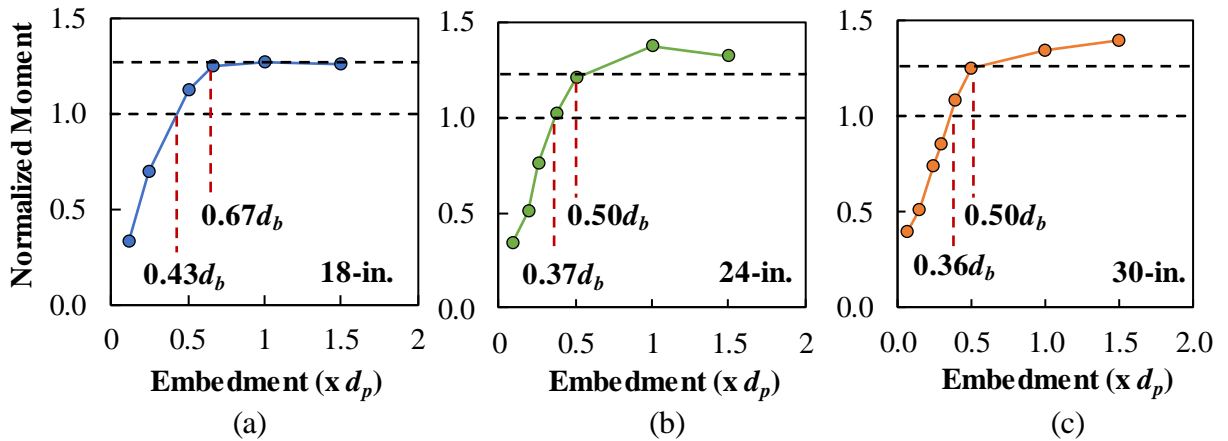 Normalized Moment
1.5
1.0
0.5
0.0
0.67d_b
0.43d_b
18-in.
0
0.5
1
1.5
2
Embedment (x d_p)
(a)
1.5
1.0
0.5
0.0
0.50d_b
0.37d_b
24-in.
0
0.5
1
1.5
2
Embedment (x d_p)
(b)
1.5
1.0
0.5
0.0
0.50d_b
0.36d_b
30-in.
0.0
0.5
1.0
1.5
2.0
Embedment (x d_p)
(c)